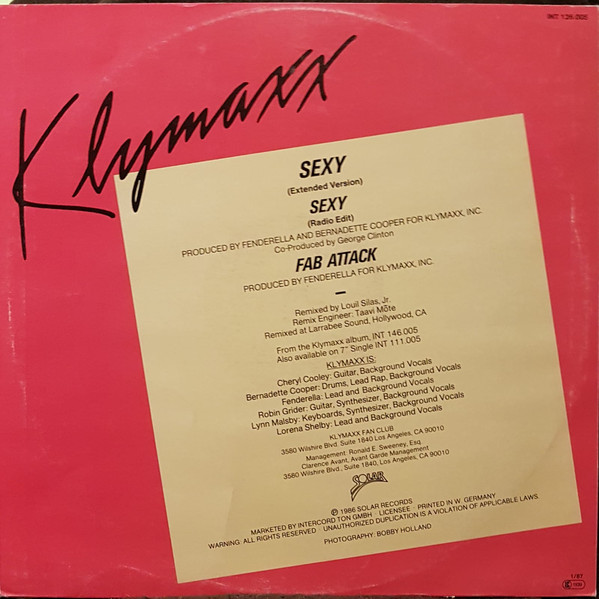 INT 126.005
Klymaxx
SEXY
(Extended Version)
SEXY
(Radio Edit)
PRODUCED BY FENDERELLA AND BERNADETTE COOPER FOR KLYMAXX, INC.
Co-Produced by George Clinton
FAB ATTACK
PRODUCED BY FENDERELLA FOR KLYMAXX, INC.
—
Remixed by Louil Silas, Jr.
Remix Engineer: Taavi Mõte
Remixed at Larrabee Sound, Hollywood, CA
From the Klymaxx album, INT 146.005
Also available on 7" Single INT 111.005
KLYMAXX IS:
Cheryl Cooley: Guitar, Background Vocals
Bernadette Cooper: Drums, Lead Rap, Background Vocals
Fenderella: Lead and Background Vocals
Robin Grider: Guitar, Synthesizer, Background Vocals
Lynn Malsby: Keyboards, Synthesizer, Background Vocals
Lorena Shelby: Lead and Background Vocals
KLYMAXX FAN CLUB
3580 Wilshire Blvd. Suite 1840 Los Angeles, CA 90010
Management: Ronald E. Sweeney, Esq.
Clarence Avant, Avant Garde Management
3580 Wilshire Blvd., Suite 1840, Los Angeles, CA 90010
SOLAR
℗ 1986 SOLAR RECORDS
MARKETED BY INTERCORD TON GMBH · LICENSEE · PRINTED IN W. GERMANY
WARNING: ALL RIGHTS RESERVED · UNAUTHORIZED DUPLICATION IS A VIOLATION OF APPLICABLE LAWS.
PHOTOGRAPHY: BOBBY HOLLAND
1/87